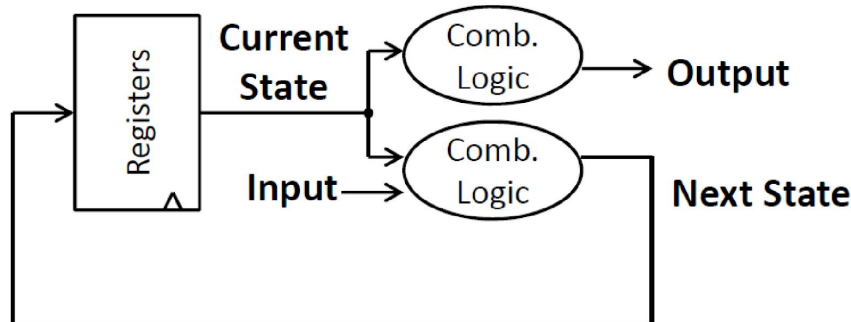 Registers
Current
State
Comb.
Logic
Output
Input
Comb.
Logic
Next State